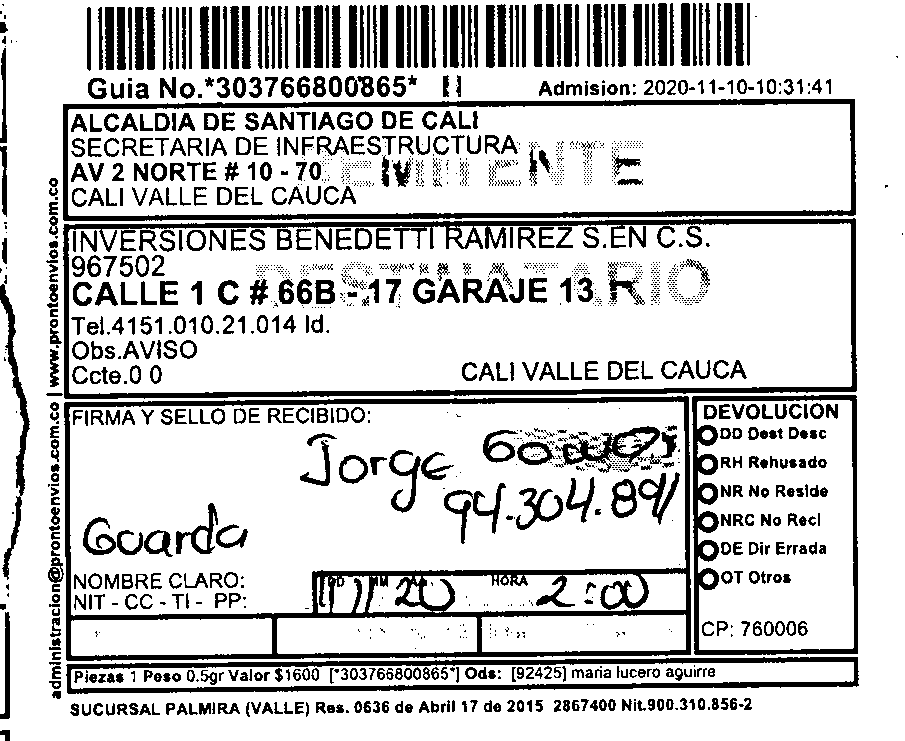 Guia No.*303766800865*
Admision: 2020-11-10-10:31:41
ALCALDIA DE SANTIAGO DE CALI
SECRETARIA DE INFRAESTRUCTURA
AV 2 NORTE # 10 - 70
CALI VALLE DEL CAUCA
INVERSIONES BENEDETTI RAMIREZ S.EN C.S.
967502
DESTINATARIO
CALLE 1 C # 66B - 17 GARAJE 13
Tel.4151.010.21.014 Id.
Obs.AVISO
Ccte.0 0
CALI VALLE DEL CAUCA
administracion@prontoenvios.com.co | www.prontoenvios.com.co
FIRMA Y SELLO DE RECIBIDO:
Jorge
94.304.891
Guarda
NOMBRE CLARO:
NIT - CC - TI - PP:
HORA
20 2:00
DEVOLUCION
DD Dest Desc
RH Rehusado
NR No Reside
NRC No Recl
DE Dir Errada
OT Otros
CP: 760006
Piezas 1 Peso 0.5gr Valor $1600 [*303766800865*] Ods: [92425] maria lucero aguirre
SUCURSAL PALMIRA (VALLE) Res. 0636 de Abril 17 de 2015 2867400 Nit.900.310.856-2